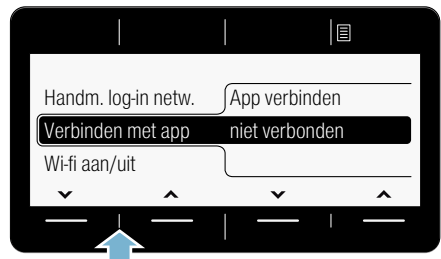 Handm. log-in netw. App verbinden
Verbinden met app niet verbonden
Wi-fi aan/uit